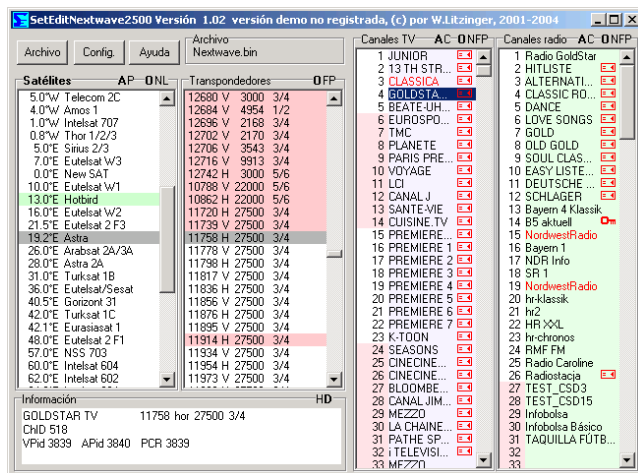 SetEditNextwave2500 Versión 1.02 versión demo no registrada, (c) por W.Litzinger, 2001-2004
Archivo
Config.
Ayuda
Archivo
Nextwave.bin
Satélites AP ONL
5.0°W Telecom 2C
4.0°W Amos 1
1.0°W Intelsat 707
0.8°W Thor 1/2/3
5.0°E Sirius 2/3
7.0°E Eutelsat W3
0.0°E New SAT
10.0°E Eutelsat W1
13.0°E Hotbird
16.0°E Eutelsat W2
21.5°E Eutelsat 2 F3
19.2°E Astra
26.0°E Arabsat 2A/3A
28.0°E Astra 2A
31.0°E Turksat 1B
36.0°E Eutelsat/Sesat
40.5°E Gorizont 31
42.0°E Turksat 1C
42.1°E Eurasiasat 1
48.0°E Eutelsat 2 F1
57.0°E NSS 703
60.0°E Intelsat 604
62.0°E Intelsat 602
Transpondedores OFP
12680 V 3000 3/4
12684 V 4954 1/2
12696 V 2168 3/4
12702 V 2170 3/4
12706 V 3543 3/4
12716 V 9913 3/4
12742 H 3000 5/6
10788 V 22000 5/6
10862 H 22000 5/6
11720 H 27500 3/4
11739 V 27500 3/4
11758 H 27500 3/4
11778 V 27500 3/4
11798 H 27500 3/4
11817 V 27500 3/4
11836 H 27500 3/4
11856 V 27500 3/4
11876 H 27500 3/4
11895 V 27500 3/4
11914 H 27500 3/4
11934 V 27500 3/4
11954 H 27500 3/4
11973 V 27500 3/4
Información HD
GOLDSTAR TV 11758 hor 27500 3/4
ChID 518
VPid 3839 APid 3840 PCR 3839
Canales TV AC ONFP
1 JUNIOR
2 13 TH STR...
3 CLASSICA
4 GOLDSTA...
5 BEATE-UH...
6 EUROSPO...
7 TMC
8 PLANETE
9 PARIS PRE...
10 VOYAGE
11 LCI
12 CANAL J
13 SANTE-VIE
14 CUISINE.TV
15 PREMIERE...
16 PREMIERE 1
17 PREMIERE 2
18 PREMIERE 3
19 PREMIERE 4
20 PREMIERE 5
21 PREMIERE 6
22 PREMIERE 7
23 K-TOON
24 SEASONS
25 CINECINE...
26 CINECINE...
27 BLOOMBE...
28 CANAL JIM...
29 MEZZO
30 LA CHAINE...
31 PATHE SP...
32 i TELEVISI...
33 MEZZO
Canales radio AC ONFP
1 Radio GoldStar
2 HITLISTE
3 ALTERNATI...
4 CLASSIC RO...
5 DANCE
6 LOVE SONGS
7 GOLD
8 OLD GOLD
9 SOUL CLAS...
10 EASY LISTE...
11 DEUTSCHE ...
12 SCHLAGER
13 Bayern 4 Klassik
14 B5 aktuell
15 NordwestRadio
16 Bayern 1
17 NDR Info
18 SR 1
19 NordwestRadio
20 hr-klassik
21 hr2
22 HR XXL
23 hr-chronos
24 RMF FM
25 Radio Caroline
26 Radiostacja
27 TEST_CSD3
28 TEST_CSD15
29 Infobolsa
30 Infobolsa Básico
31 TAQUILLA FÚTB...
32
33